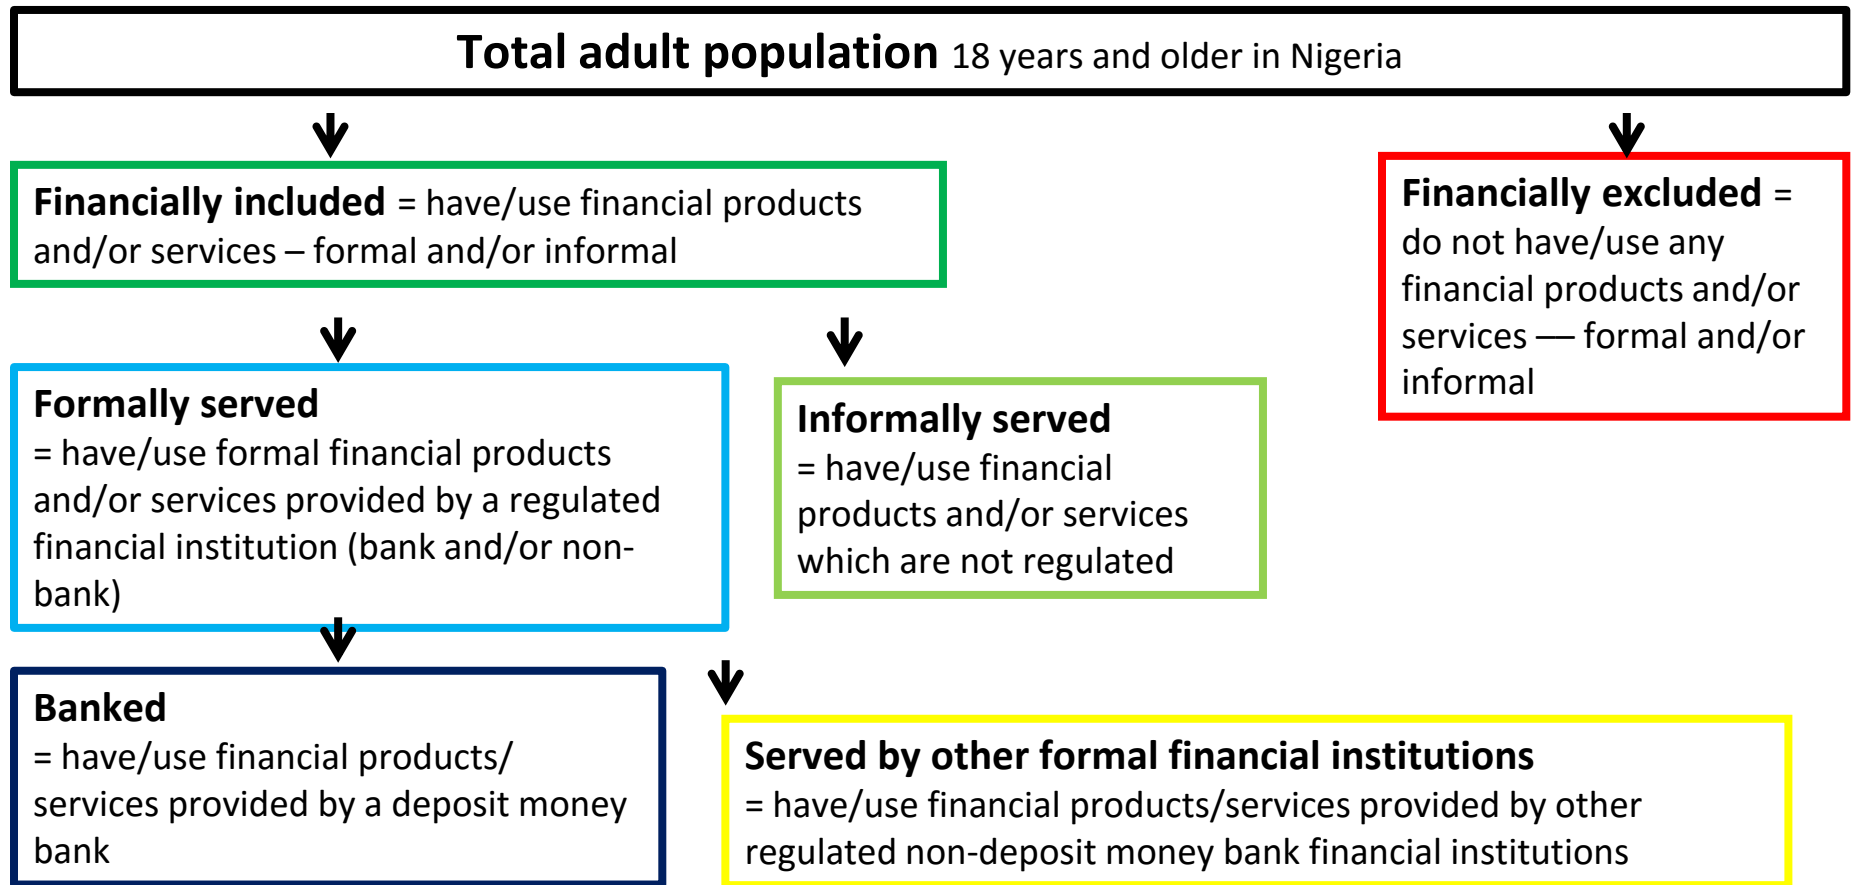 Total adult population 18 years and older in Nigeria
Financially included = have/use financial products
and/or services – formal and/or informal
Financially excluded =
do not have/use any
financial products and/or
services –– formal and/or
informal
Formally served
= have/use formal financial products
and/or services provided by a regulated
financial institution (bank and/or non-
bank)
Informally served
= have/use financial
products and/or services
which are not regulated
Banked
= have/use financial products/
services provided by a deposit money
bank
Served by other formal financial institutions
= have/use financial products/services provided by other
regulated non-deposit money bank financial institutions